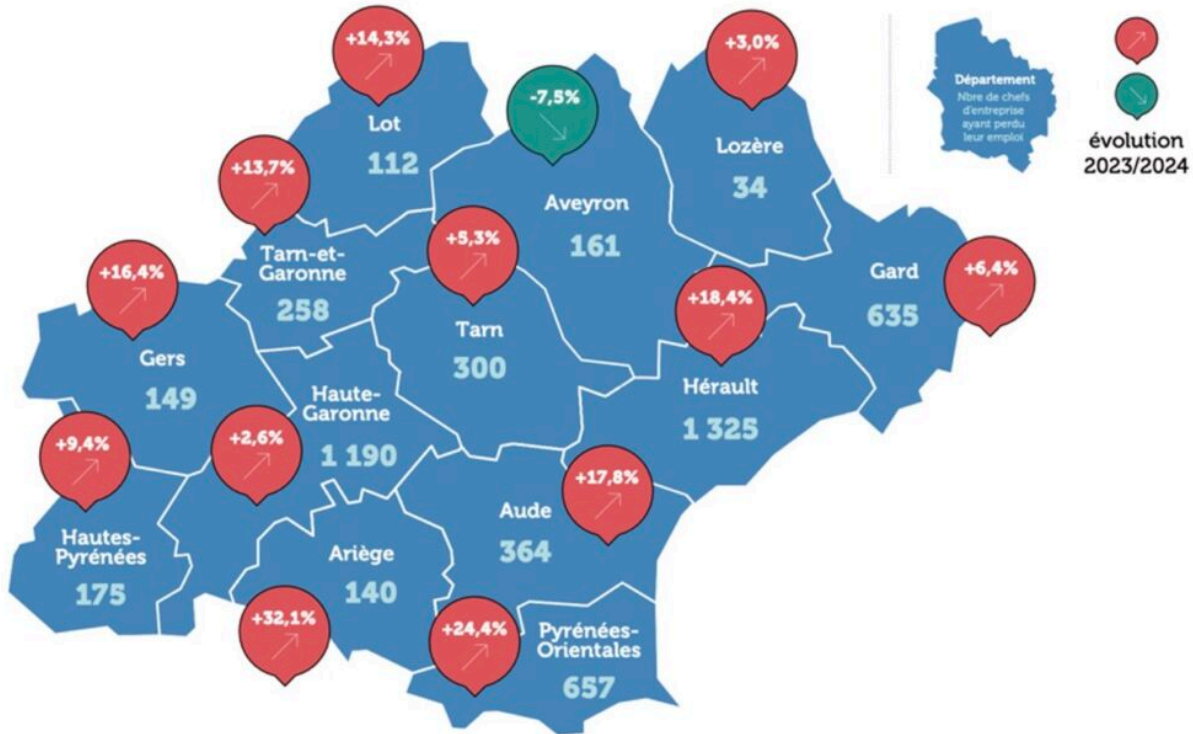 +14,3%
Lot
112
-7,5%
Aveyron
161
+3,0%
Lozère
34
Département
Nbre de chefs
d'entreprise
ayant perdu
leur emploi
évolution
2023/2024
+13,7%
Tarn-et-
Garonne
258
+5,3%
Tarn
300
+18,4%
Hérault
1 325
Gard
635
+6,4%
+16,4%
Gers
149
Haute-
Garonne
1 190
+2,6%
+9,4%
Hautes-
Pyrénées
175
Ariège
140
+32,1%
+17,8%
Aude
364
+24,4%
Pyrénées-
Orientales
657